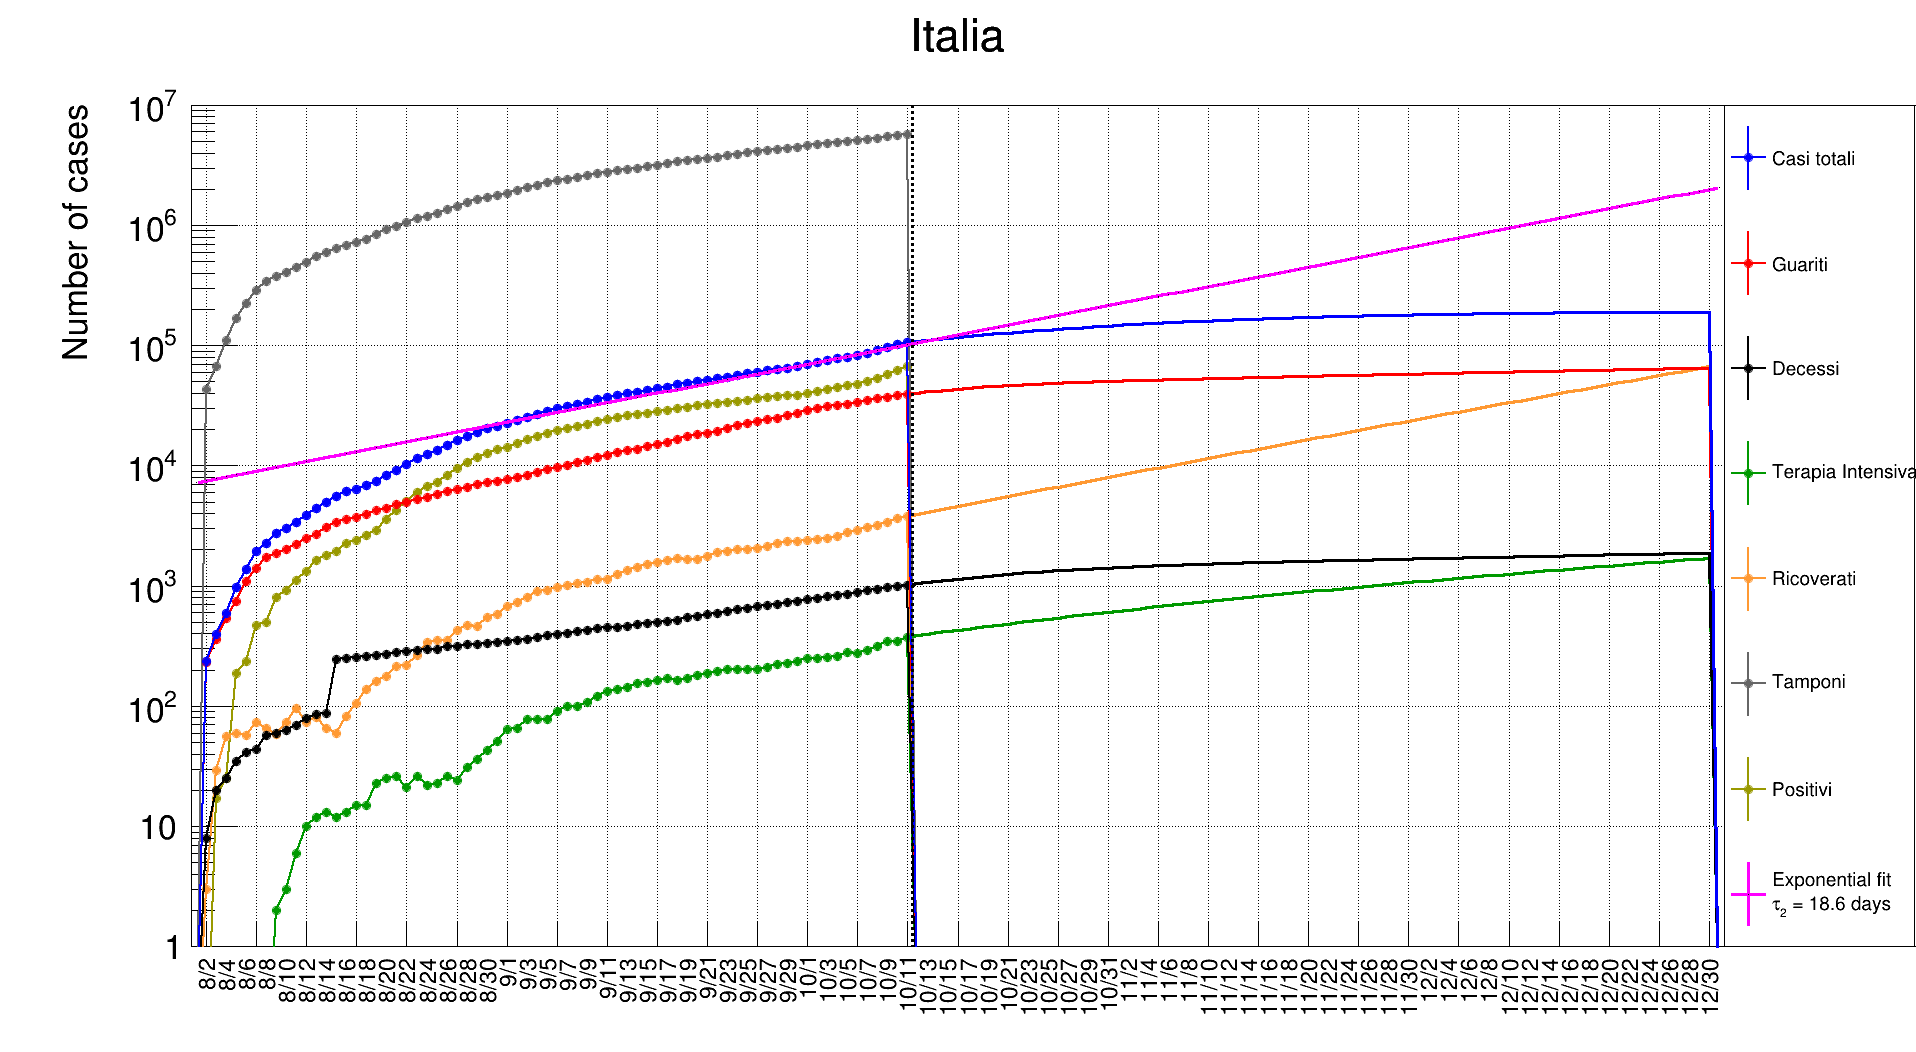 Italia
Number of cases
10^7
10^6
10^5
10^4
10^3
10^2
10
1
8/2 8/4 8/6 8/8 8/10 8/12 8/14 8/16 8/18 8/20 8/22 8/24 8/26 8/28 8/30 9/1 9/3 9/5 9/7 9/9 9/11 9/13 9/15 9/17 9/19 9/21 9/23 9/25 9/27 9/29 10/1 10/3 10/5 10/7 10/9 10/11 10/13 10/15 10/17 10/19 10/21 10/23 10/25 10/27 10/29 10/31 11/2 11/4 11/6 11/8 11/10 11/12 11/14 11/16 11/18 11/20 11/22 11/24 11/26 11/28 11/30 12/2 12/4 12/6 12/8 12/10 12/12 12/14 12/16 12/18 12/20 12/22 12/24 12/26 12/28 12/30
Casi totali
Guariti
Decessi
Terapia Intensiva
Ricoverati
Tamponi
Positivi
Exponential fit
τ_2 = 18.6 days